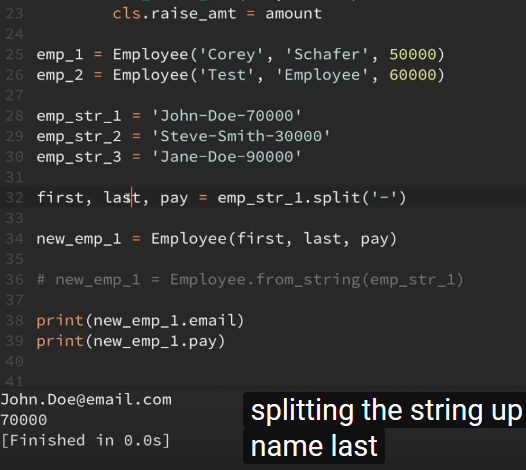 23         cls.raise_amt = amount
24
25 emp_1 = Employee('Corey', 'Schafer', 50000)
26 emp_2 = Employee('Test', 'Employee', 60000)
27
28 emp_str_1 = 'John-Doe-70000'
29 emp_str_2 = 'Steve-Smith-30000'
30 emp_str_3 = 'Jane-Doe-90000'
31
32 first, last, pay = emp_str_1.split('-')
33
34 new_emp_1 = Employee(first, last, pay)
35
36 # new_emp_1 = Employee.from_string(emp_str_1)
37
38 print(new_emp_1.email)
39 print(new_emp_1.pay)
40
41
John.Doe@email.com
70000
[Finished in 0.0s]
splitting the string up
name last